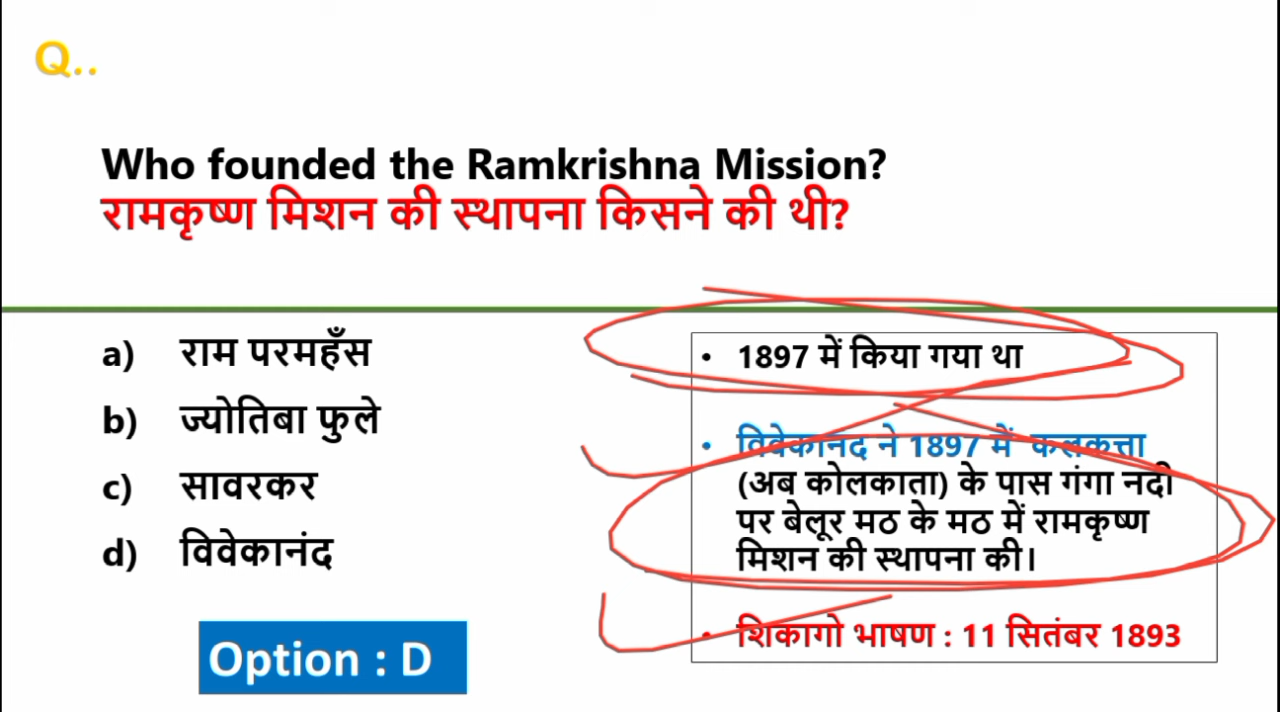 Q..
Who founded the Ramkrishna Mission?
रामकृष्ण मिशन की स्थापना किसने की थी?
a) राम परमहँस
b) ज्योतिबा फुले
c) सावरकर
d) विवेकानंद
Option : D
• 1897 में किया गया था
• विवेकानंद ने 1897 में कलकत्ता
(अब कोलकाता) के पास गंगा नदी
पर बेलूर मठ के मठ में रामकृष्ण
मिशन की स्थापना की।
• शिकागो भाषण : 11 सितंबर 1893